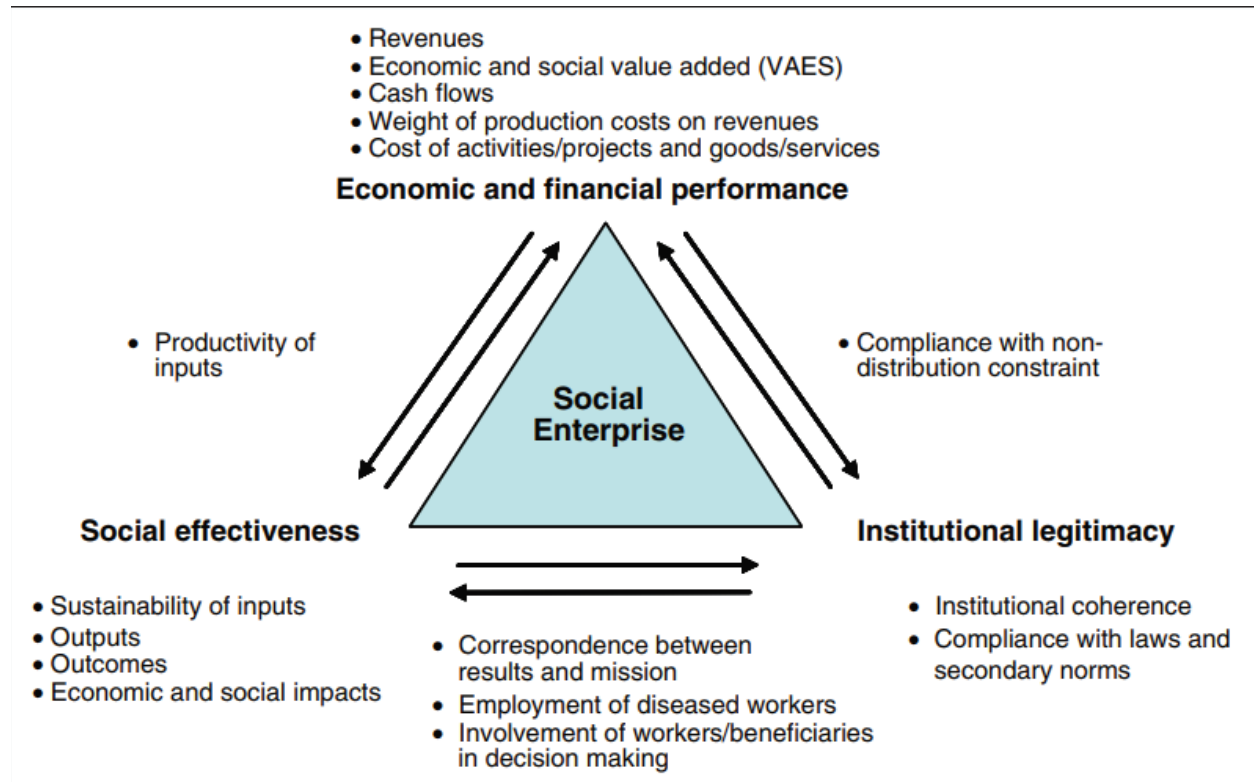 • Revenues
• Economic and social value added (VAES)
• Cash flows
• Weight of production costs on revenues
• Cost of activities/projects and goods/services
Economic and financial performance
• Productivity of
inputs
• Compliance with non-
distribution constraint
Social
Enterprise
Social effectiveness
Institutional legitimacy
• Sustainability of inputs
• Outputs
• Outcomes
• Economic and social impacts
• Correspondence between
results and mission
• Employment of diseased workers
• Involvement of workers/beneficiaries
in decision making
• Institutional coherence
• Compliance with laws and
secondary norms